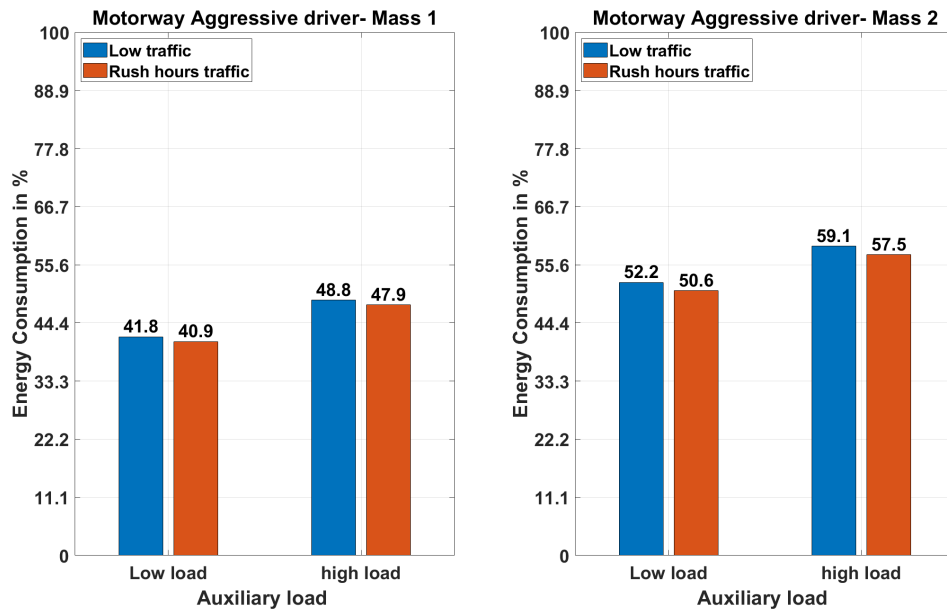 Motorway Aggressive driver- Mass 1
Low traffic
Rush hours traffic
100
88.9
77.8
66.7
55.6
44.4
33.3
22.2
11.1
0
Energy Consumption in %
41.8
40.9
48.8
47.9
Low load
high load
Auxiliary load
Motorway Aggressive driver- Mass 2
Low traffic
Rush hours traffic
100
88.9
77.8
66.7
55.6
44.4
33.3
22.2
11.1
0
Energy Consumption in %
52.2
50.6
59.1
57.5
Low load
high load
Auxiliary load